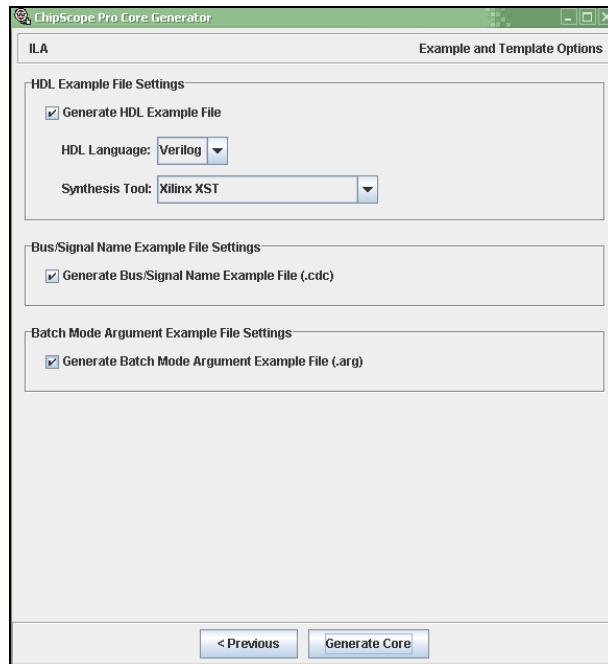 ChipScope Pro Core Generator
ILA Example and Template Options
HDL Example File Settings
Generate HDL Example File
HDL Language: Verilog
Synthesis Tool: Xilinx XST
Bus/Signal Name Example File Settings
Generate Bus/Signal Name Example File (.cdc)
Batch Mode Argument Example File Settings
Generate Batch Mode Argument Example File (.arg)
< Previous Generate Core